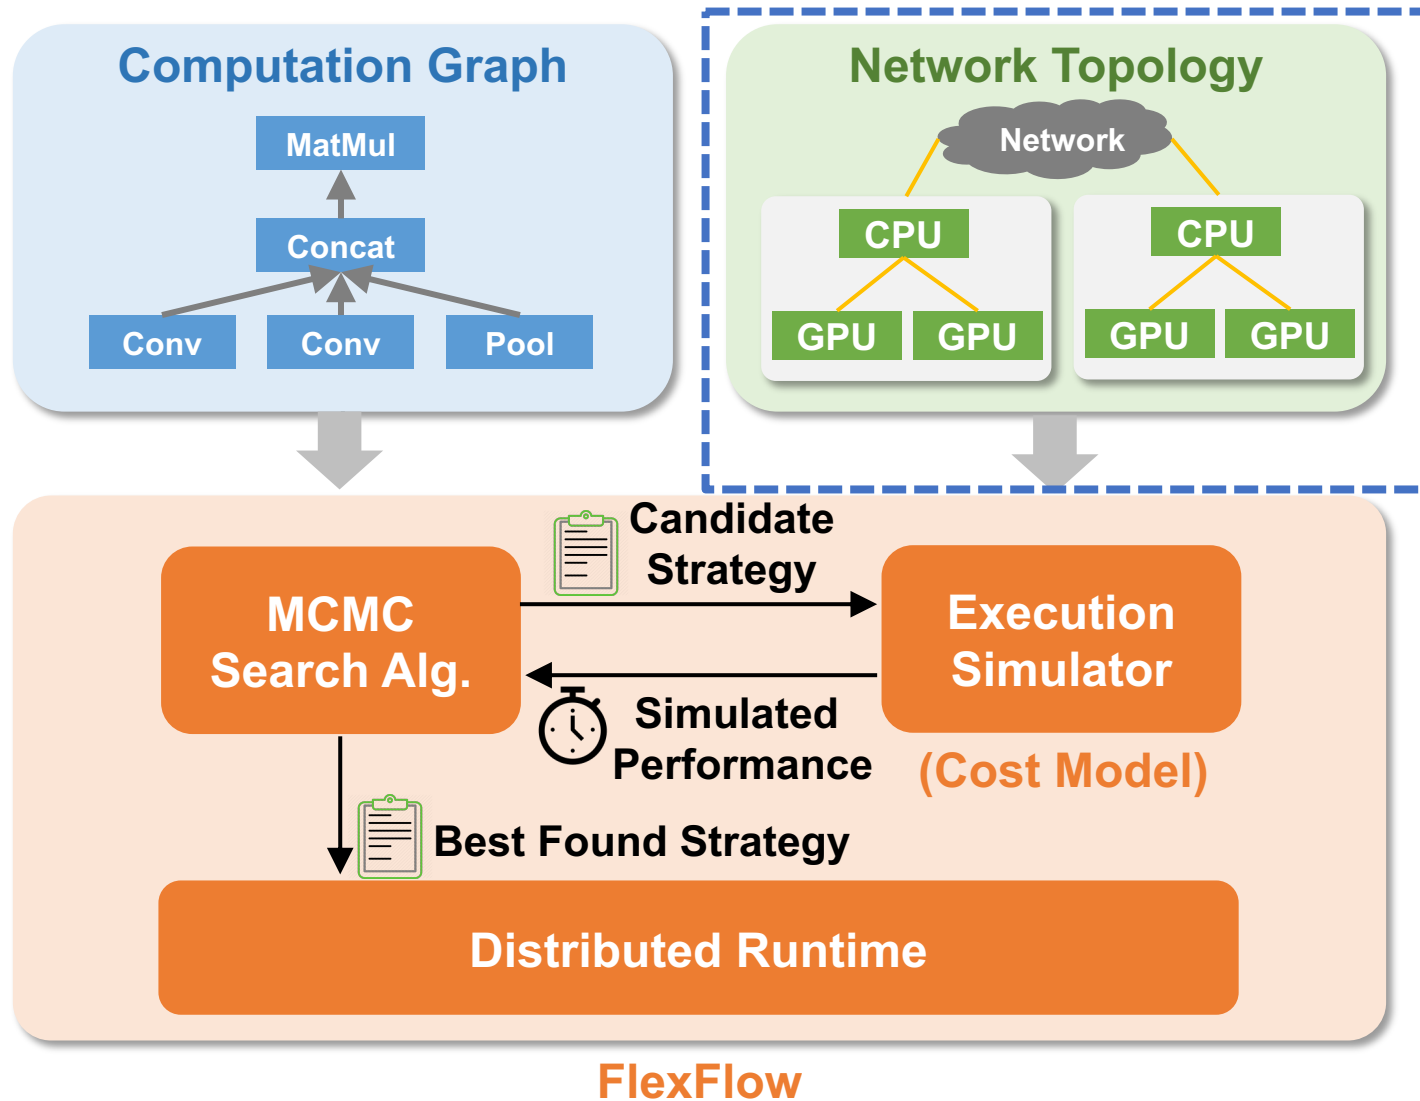 Computation Graph
MatMul
Concat
Conv
Conv
Pool
Network Topology
Network
CPU
GPU
GPU
CPU
GPU
GPU
Candidate
Strategy
MCMC
Search Alg.
Execution
Simulator
Simulated
Performance
(Cost Model)
Best Found Strategy
Distributed Runtime
FlexFlow